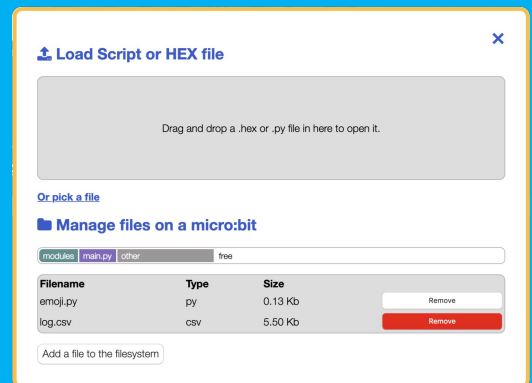 Load Script or HEX file
Drag and drop a .hex or .py file in here to open it.
Or pick a file
Manage files on a micro:bit
modules main.py other free
Filename Type Size
emoji.py py 0.13 Kb Remove
log.csv csv 5.50 Kb Remove
Add a file to the filesystem